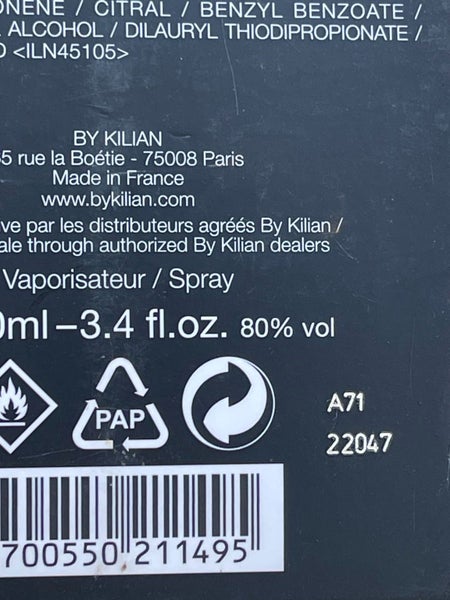 CITRAL / BENZYL BENZOATE /
ALCOHOL / DILAURYL THIODIPROPIONATE /
<ILN45105>
BY KILIAN
5 rue la Boétie - 75008 Paris
Made in France
www.bykilian.com
par les distributeurs agréés By Kilian /
through authorized By Kilian dealers
Vaporisateur / Spray
0ml – 3.4 fl.oz. 80% vol
PAP
A71
22047
700550 211495